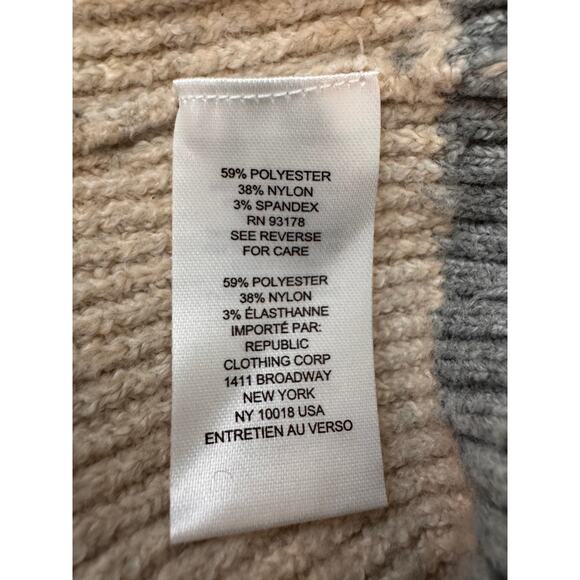 59% POLYESTER
38% NYLON
3% SPANDEX
RN 93178
SEE REVERSE
FOR CARE
59% POLYESTER
38% NYLON
3% ÉLASTHANNE
IMPORTÉ PAR:
REPUBLIC
CLOTHING CORP
1411 BROADWAY
NEW YORK
NY 10018 USA
ENTRETIEN AU VERSO